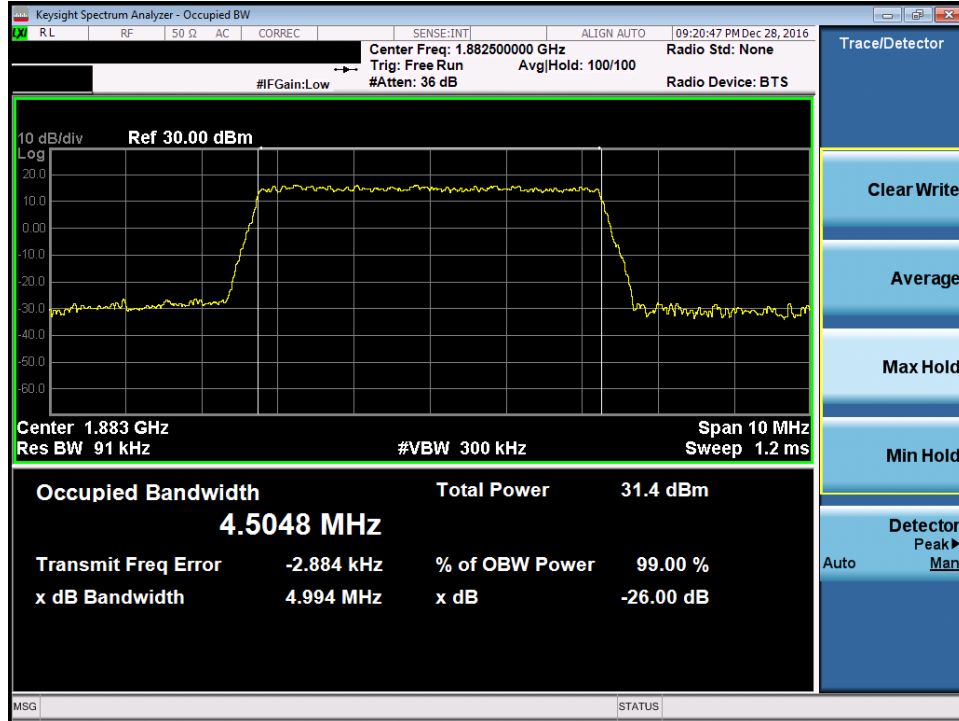 Keysight Spectrum Analyzer - Occupied BW
LXI RL RF 50 Ω AC CORREC SENSE:INT ALIGN AUTO 09:20:47 PM Dec 28, 2016
Center Freq: 1.882500000 GHz Radio Std: None
Trig: Free Run Avg|Hold: 100/100
#IFGain:Low #Atten: 36 dB Radio Device: BTS
Trace/Detector
10 dB/div Ref 30.00 dBm
Log
20.0
10.0
0.00
-10.0
-20.0
-30.0
-40.0
-50.0
-60.0
Center 1.883 GHz Span 10 MHz
Res BW 91 kHz #VBW 300 kHz Sweep 1.2 ms
Occupied Bandwidth Total Power 31.4 dBm
4.5048 MHz
Transmit Freq Error -2.884 kHz % of OBW Power 99.00 %
x dB Bandwidth 4.994 MHz x dB -26.00 dB
Clear Write
Average
Max Hold
Min Hold
Detector
Peak▶
Auto Man
MSG STATUS